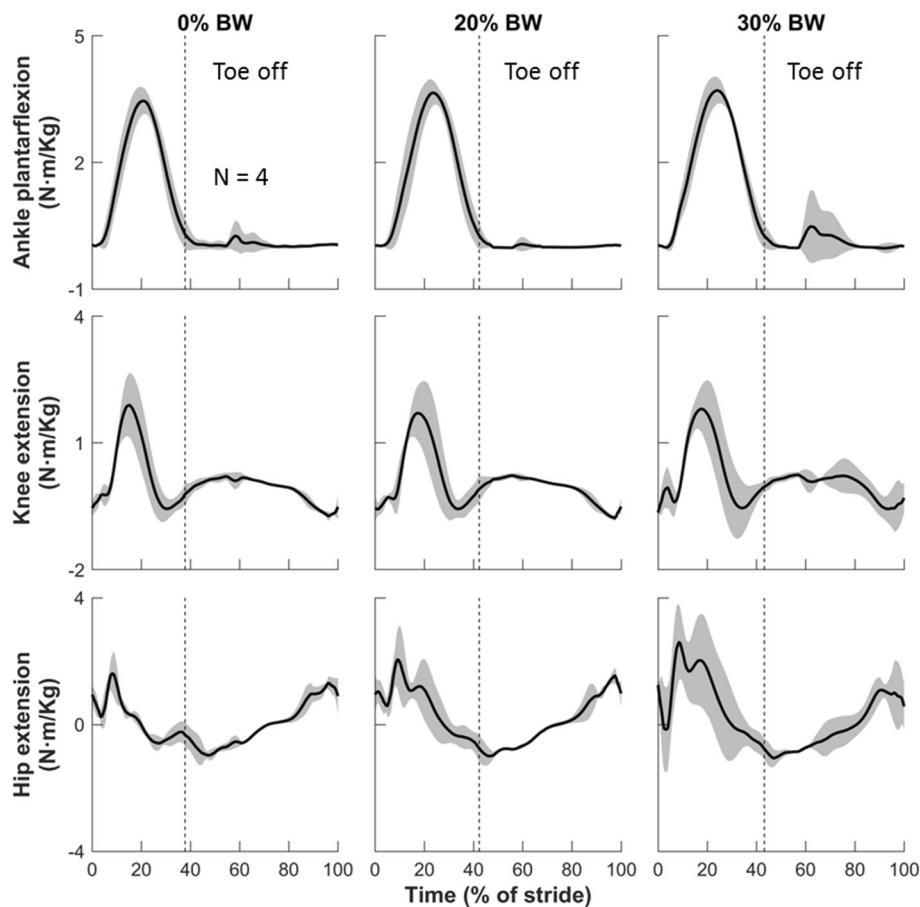 0% BW
20% BW
30% BW
Ankle plantarflexion
(N·m/Kg)
5
2
-1
Toe off
N = 4
Toe off
Toe off
Knee extension
(N·m/Kg)
4
1
-2
Hip extension
(N·m/Kg)
4
0
-4
0 20 40 60 80 100
0 20 40 60 80 100
0 20 40 60 80 100
Time (% of stride)